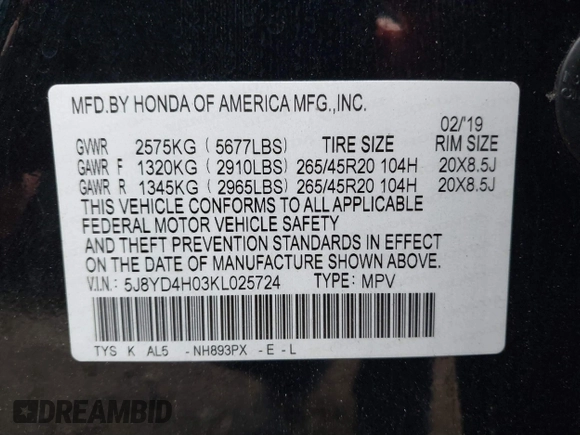 MFD.BY HONDA OF AMERICA MFG.,INC.
02/'19
GVWR 2575KG ( 5677LBS) TIRE SIZE RIM SIZE
GAWR F 1320KG ( 2910LBS) 265/45R20 104H 20X8.5J
GAWR R 1345KG ( 2965LBS) 265/45R20 104H 20X8.5J
THIS VEHICLE CONFORMS TO ALL APPLICABLE
FEDERAL MOTOR VEHICLE SAFETY
AND THEFT PREVENTION STANDARDS IN EFFECT
ON THE DATE OF MANUFACTURE SHOWN ABOVE.
V.I.N.: 5J8YD4H03KL025724 TYPE: MPV
TYS K AL5 -NH893PX -E-L
DREAMBID